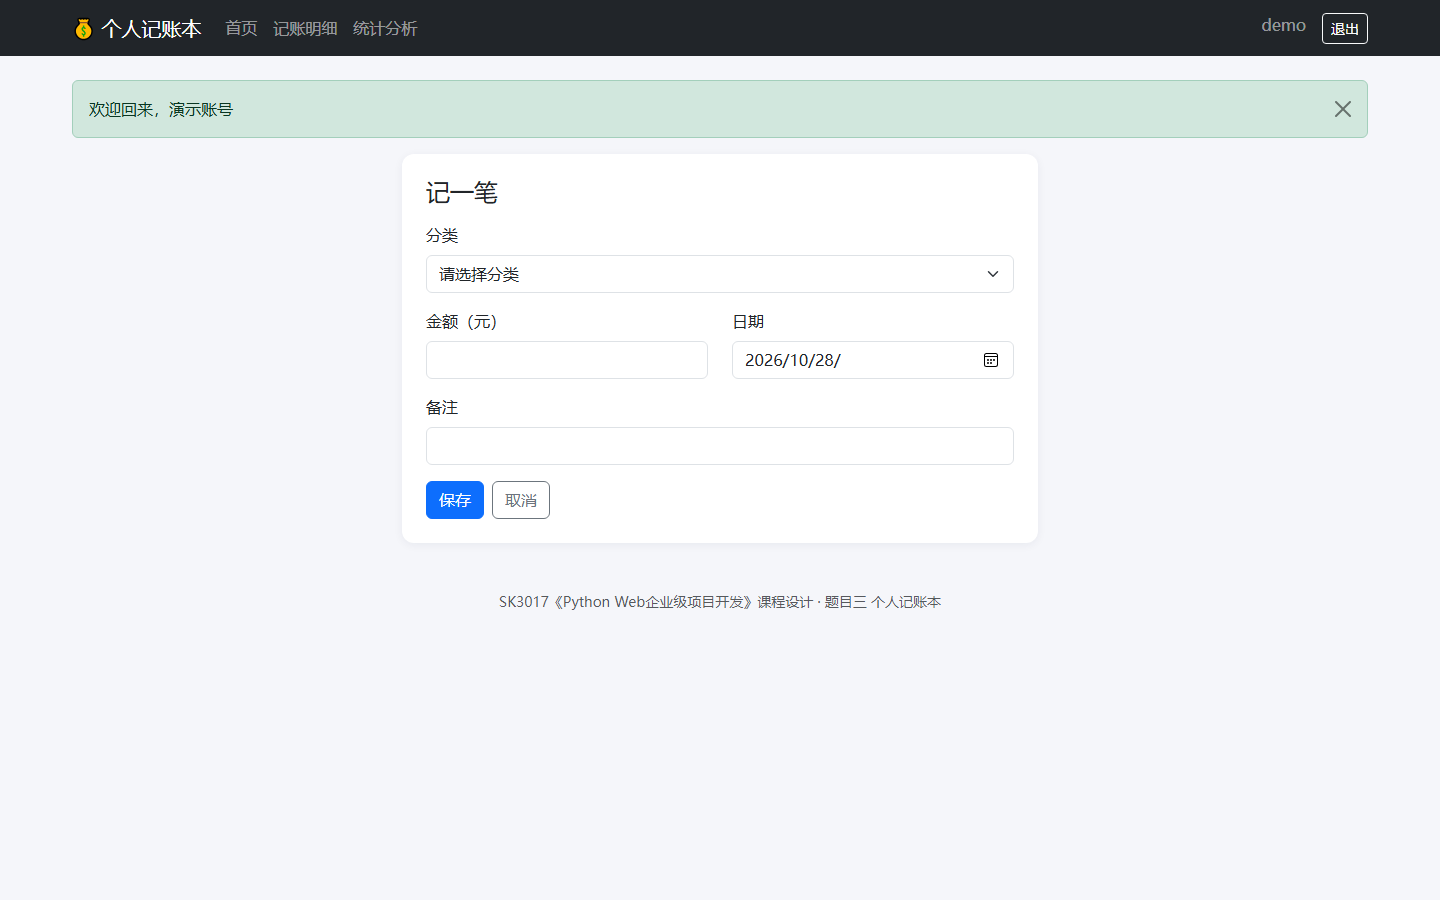 个人记账本 首页 记账明细 统计分析 demo 退出
欢迎回来，演示账号
记一笔
分类
请选择分类
金额（元） 日期
2026/10/28/
备注
保存 取消
SK3017《Python Web企业级项目开发》课程设计 · 题目三 个人记账本